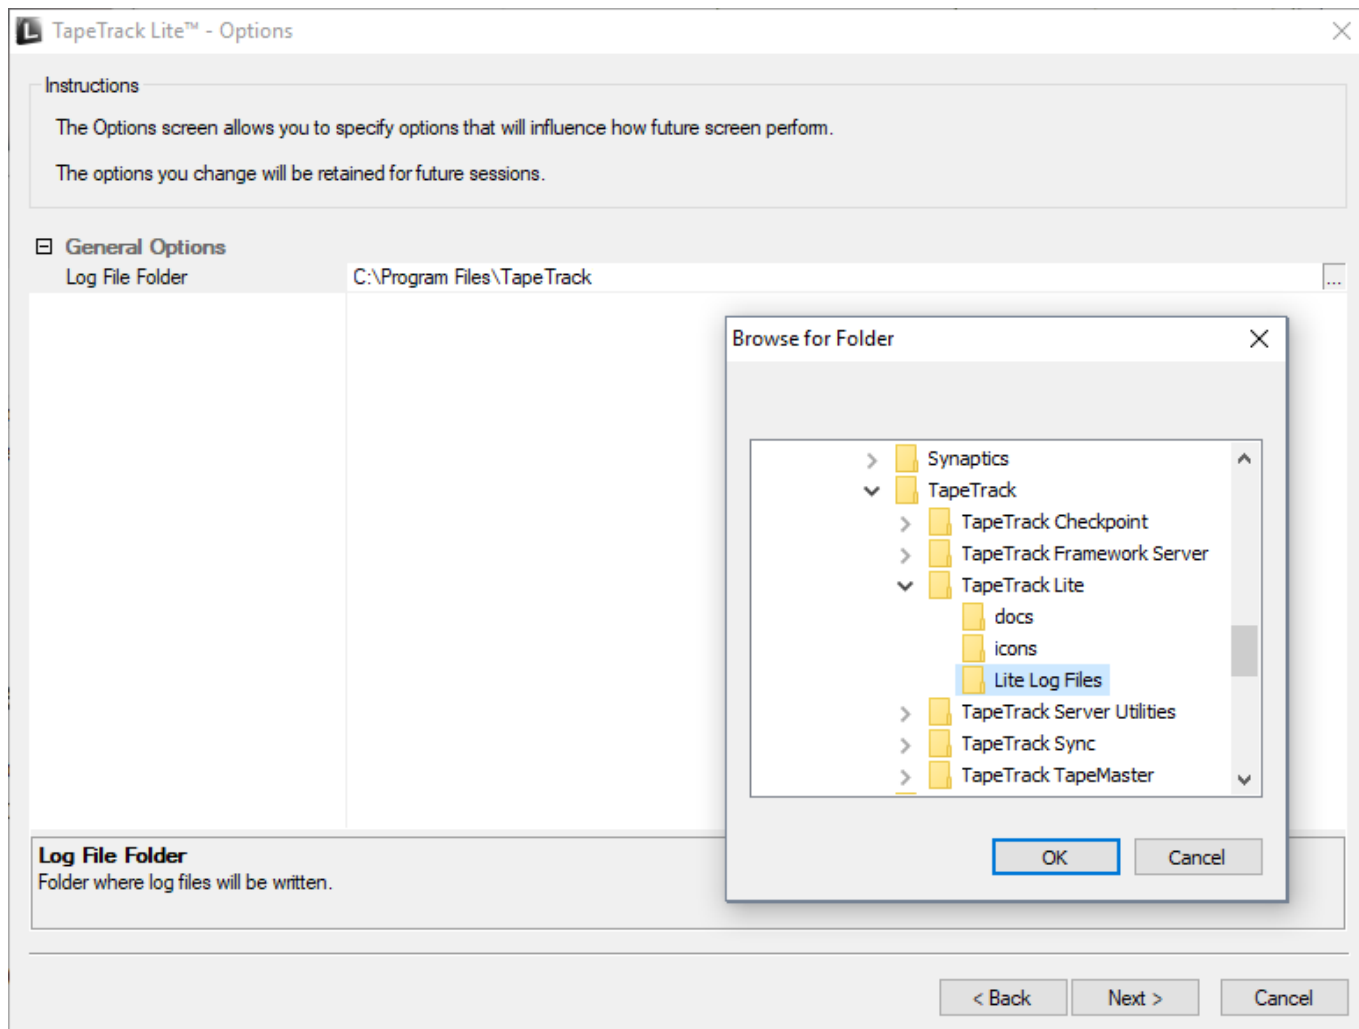 TapeTrack Lite™ - Options
Instructions
The Options screen allows you to specify options that will influence how future screen perform.
The options you change will be retained for future sessions.
General Options
Log File Folder
C:\Program Files\TapeTrack
...
Browse for Folder
Synaptics
TapeTrack
TapeTrack Checkpoint
TapeTrack Framework Server
TapeTrack Lite
docs
icons
Lite Log Files
TapeTrack Server Utilities
TapeTrack Sync
TapeTrack TapeMaster
OK
Cancel
Log File Folder
Folder where log files will be written.
< Back
Next >
Cancel